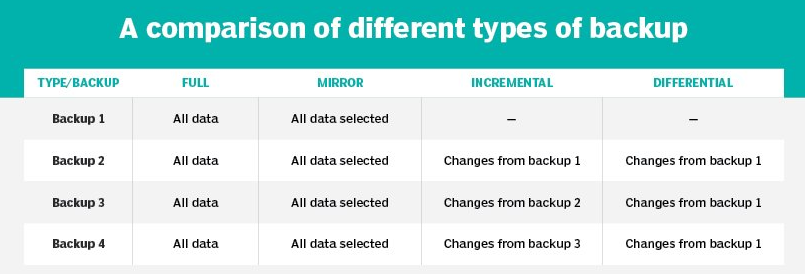 A comparison of different types of backup
TYPE/BACKUP FULL MIRROR INCREMENTAL DIFFERENTIAL
Backup 1 All data All data selected — —
Backup 2 All data All data selected Changes from backup 1 Changes from backup 1
Backup 3 All data All data selected Changes from backup 2 Changes from backup 1
Backup 4 All data All data selected Changes from backup 3 Changes from backup 1